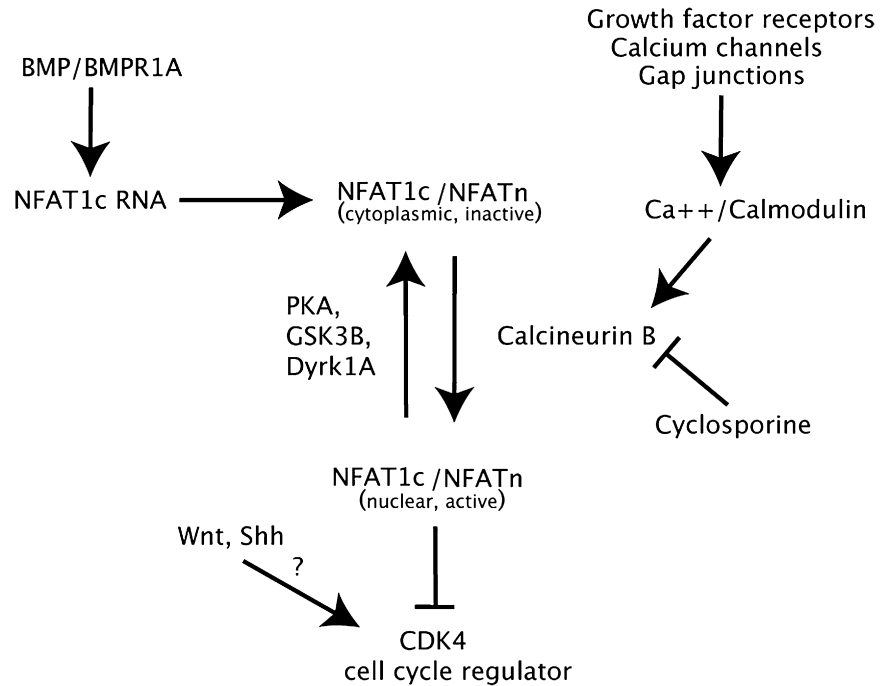 Growth factor receptors
Calcium channels
Gap junctions
BMP/BMPR1A
NFAT1c RNA
NFAT1c/NFATn
(cytoplasmic, inactive)
Ca++/Calmodulin
PKA,
GSK3B,
Dyrk1A
Calcineurin B
Cyclosporine
NFAT1c/NFATn
(nuclear, active)
Wnt, Shh
?
CDK4
cell cycle regulator